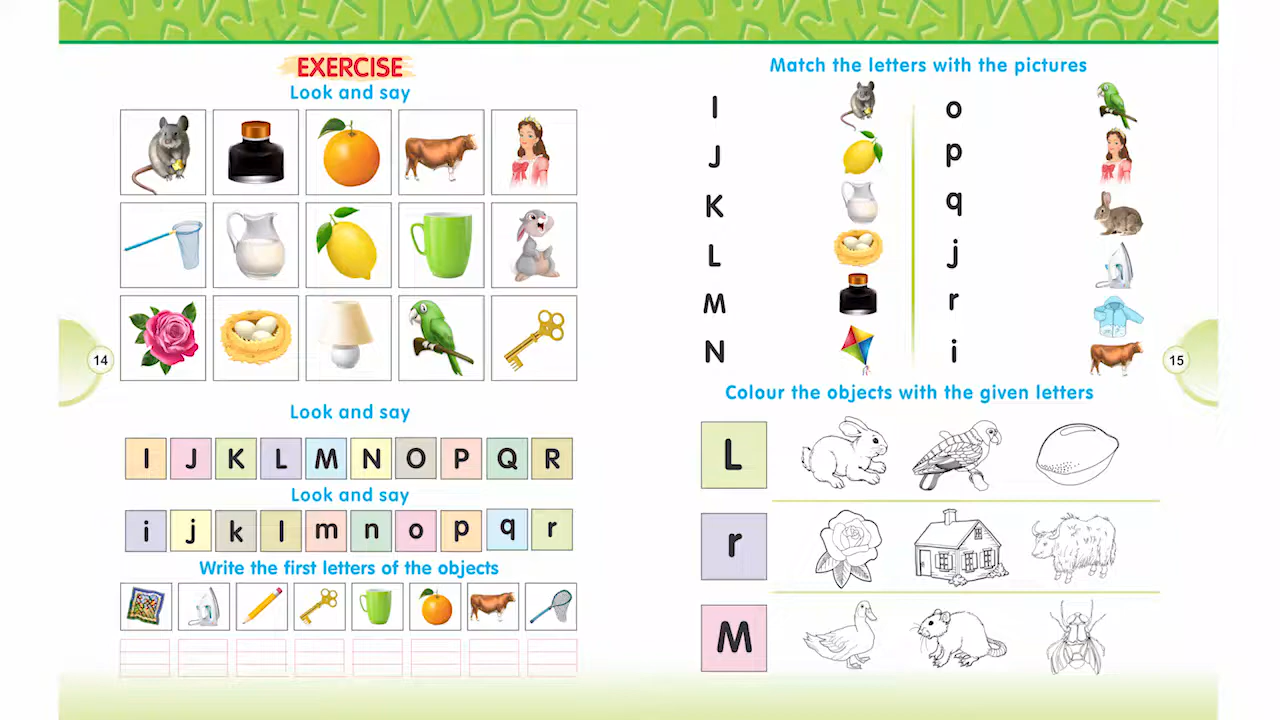 EXERCISE
Look and say
14
Look and say
I J K L M N O P Q R
Look and say
i j k l m n o p q r
Write the first letters of the objects
Match the letters with the pictures
I o
J p
K q
L j
M r
N i
15
Colour the objects with the given letters
L
r
M